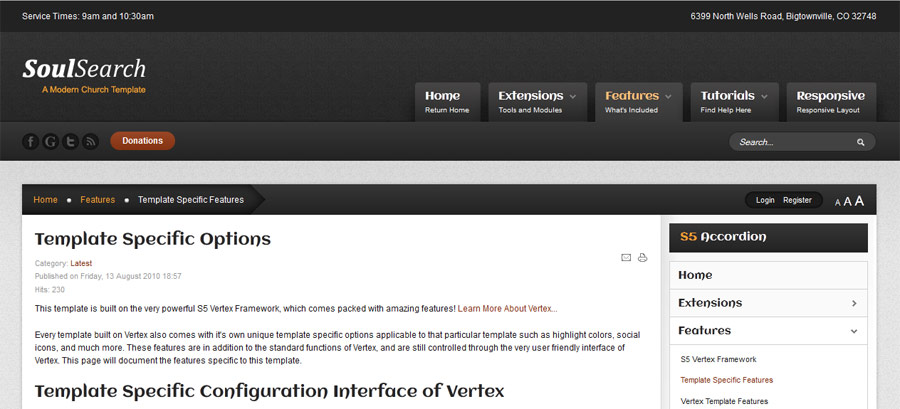 Service Times: 9am and 10:30am
6399 North Wells Road, Bigtownville, CO 32748
SoulSearch
A Modern Church Template
Home
Return Home
Extensions
Tools and Modules
Features
What's Included
Tutorials
Find Help Here
Responsive
Responsive Layout
Donations
Search...
Home
Features
Template Specific Features
Login
Register
A A A
Template Specific Options
Category: Latest
Published on Friday, 13 August 2010 18:57
Hits: 230
This template is built on the very powerful S5 Vertex Framework, which comes packed with amazing features! Learn More About Vertex...
Every template built on Vertex also comes with it's own unique template specific options applicable to that particular template such as highlight colors, social
icons, and much more. These features are in addition to the standard functions of Vertex, and are still controlled through the very user friendly interface of
Vertex. This page will document the features specific to this template.
Template Specific Configuration Interface of Vertex
S5 Accordion
Home
Extensions
Features
S5 Vertex Framework
Template Specific Features
Vertex Template Features